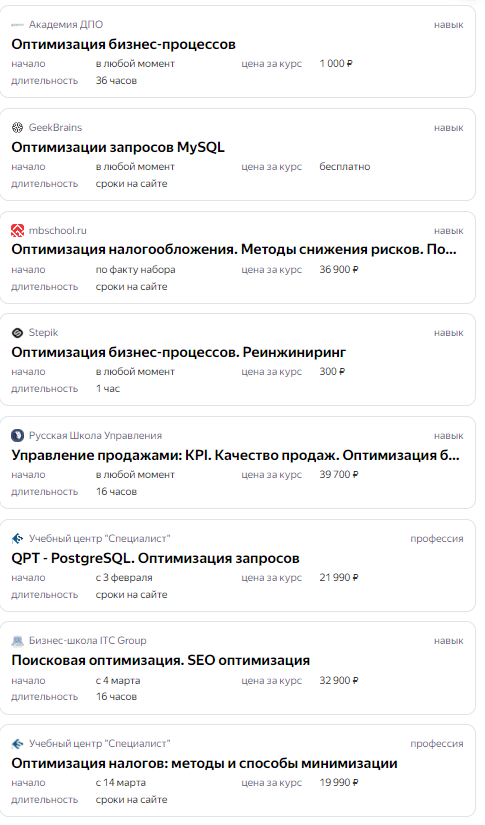 Академия ДПО навык
Оптимизация бизнес-процессов
начало в любой момент цена за курс 1 000 ₽
длительность 36 часов
GeekBrains навык
Оптимизации запросов MySQL
начало в любой момент цена за курс бесплатно
длительность сроки на сайте
mbschool.ru навык
Оптимизация налогообложения. Методы снижения рисков. По...
начало по факту набора цена за курс 36 900 ₽
длительность сроки на сайте
Stepik навык
Оптимизация бизнес-процессов. Реинжиниринг
начало в любой момент цена за курс 300 ₽
длительность 1 час
Русская Школа Управления навык
Управление продажами: KPI. Качество продаж. Оптимизация б...
начало в любой момент цена за курс 39 700 ₽
длительность 16 часов
Учебный центр "Специалист" профессия
QPT - PostgreSQL. Оптимизация запросов
начало с 3 февраля цена за курс 21 990 ₽
длительность сроки на сайте
Бизнес-школа ITC Group навык
Поисковая оптимизация. SEO оптимизация
начало с 4 марта цена за курс 32 900 ₽
длительность 16 часов
Учебный центр "Специалист" профессия
Оптимизация налогов: методы и способы минимизации
начало с 14 марта цена за курс 19 990 ₽
длительность сроки на сайте